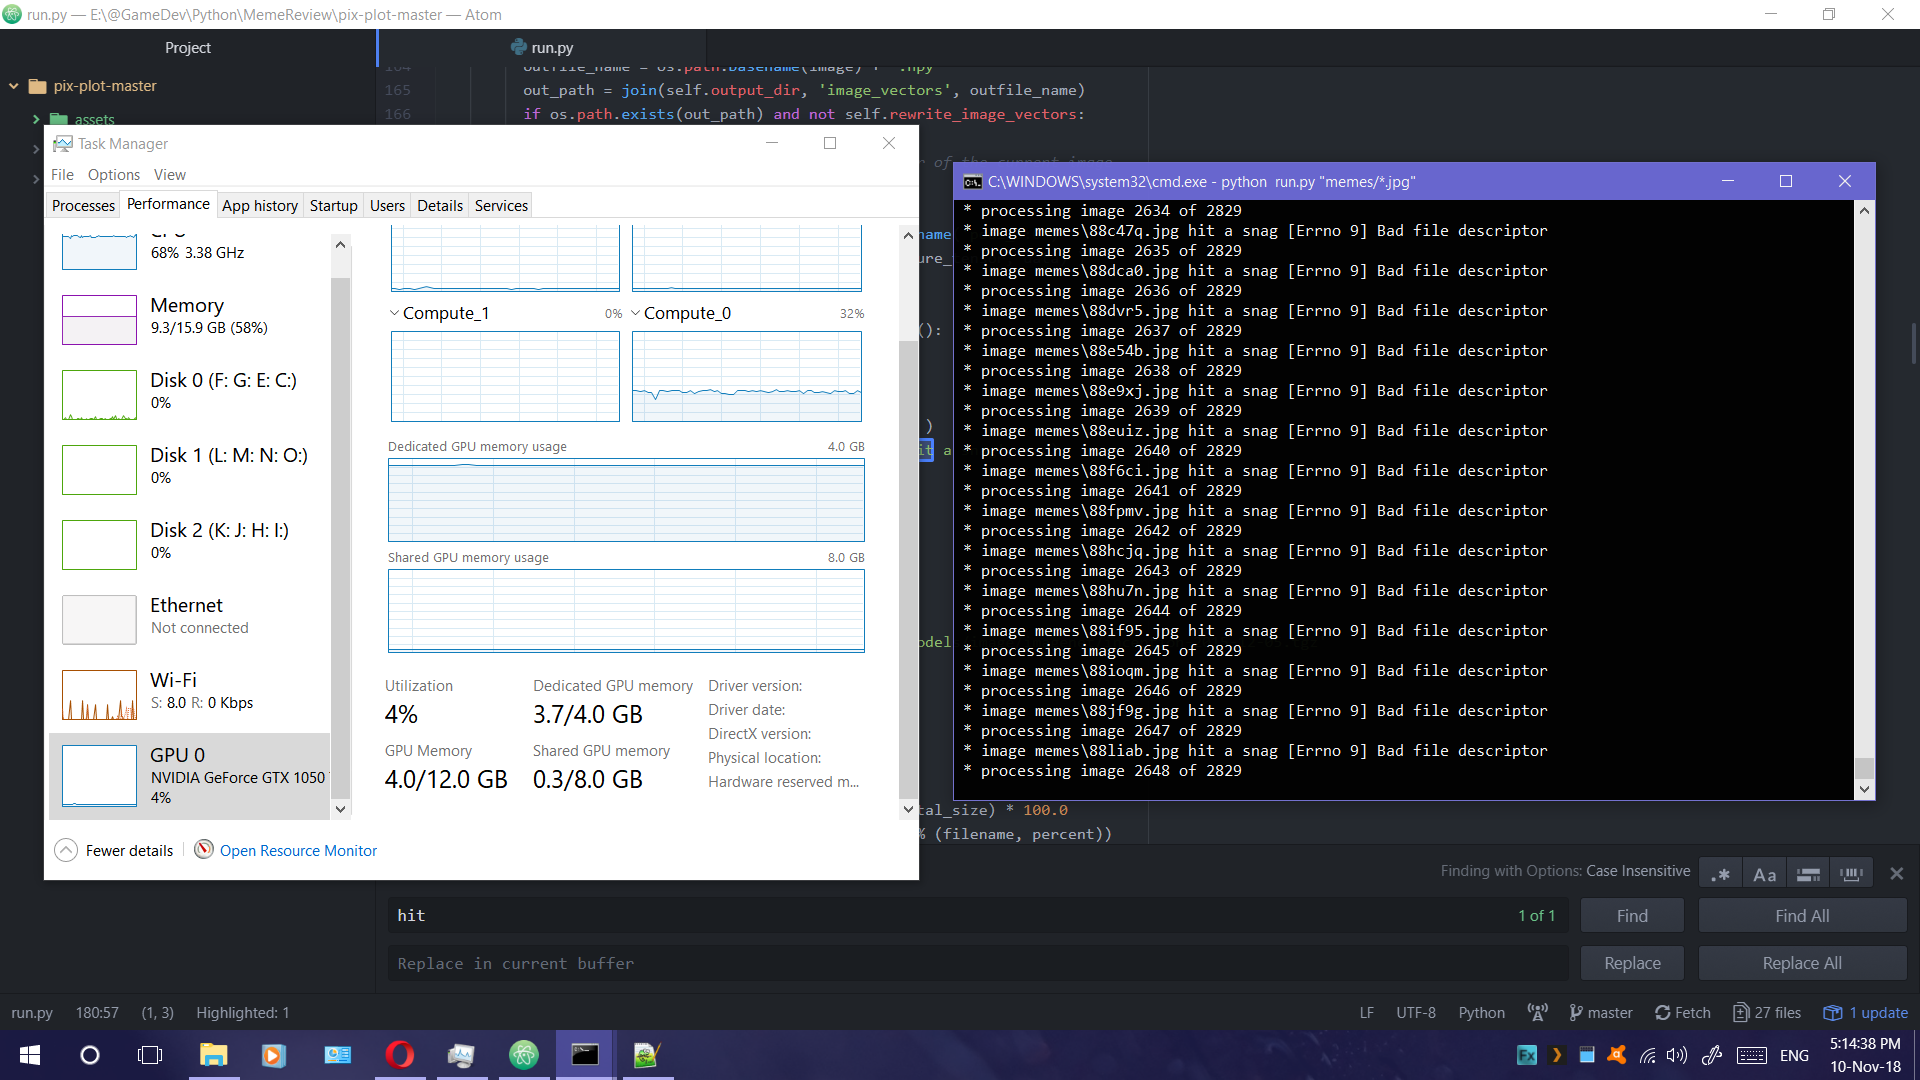 run.py — E:\@GameDev\Python\MemeReview\pix-plot-master — Atom
Project
run.py
pix-plot-master
assets
164
outfile_name = os.path.basename(image) + '.npy'
165
out_path = join(self.output_dir, 'image_vectors', outfile_name)
166
if os.path.exists(out_path) and not self.rewrite_image_vectors:
r of the current image
name
ure_
():
)
it a
odel
tal_size) * 100.0
% (filename, percent))
Task Manager
File Options View
Processes Performance App history Startup Users Details Services
CPU
68% 3.38 GHz
Memory
9.3/15.9 GB (58%)
Disk 0 (F: G: E: C:)
0%
Disk 1 (L: M: N: O:)
0%
Disk 2 (K: J: H: I:)
0%
Ethernet
Not connected
Wi-Fi
S: 8.0 R: 0 Kbps
GPU 0
NVIDIA GeForce GTX 1050
4%
Compute_1 0% Compute_0 32%
Dedicated GPU memory usage 4.0 GB
Shared GPU memory usage 8.0 GB
Utilization
4%
Dedicated GPU memory
3.7/4.0 GB
GPU Memory
4.0/12.0 GB
Shared GPU memory
0.3/8.0 GB
Driver version:
Driver date:
DirectX version:
Physical location:
Hardware reserved m...
Fewer details
Open Resource Monitor
C:\WINDOWS\system32\cmd.exe - python run.py "memes/*.jpg"
* processing image 2634 of 2829
* image memes\88c47q.jpg hit a snag [Errno 9] Bad file descriptor
* processing image 2635 of 2829
* image memes\88dca0.jpg hit a snag [Errno 9] Bad file descriptor
* processing image 2636 of 2829
* image memes\88dvr5.jpg hit a snag [Errno 9] Bad file descriptor
* processing image 2637 of 2829
* image memes\88e54b.jpg hit a snag [Errno 9] Bad file descriptor
* processing image 2638 of 2829
* image memes\88e9xj.jpg hit a snag [Errno 9] Bad file descriptor
* processing image 2639 of 2829
* image memes\88euiz.jpg hit a snag [Errno 9] Bad file descriptor
* processing image 2640 of 2829
* image memes\88f6ci.jpg hit a snag [Errno 9] Bad file descriptor
* processing image 2641 of 2829
* image memes\88fpmv.jpg hit a snag [Errno 9] Bad file descriptor
* processing image 2642 of 2829
* image memes\88hcjq.jpg hit a snag [Errno 9] Bad file descriptor
* processing image 2643 of 2829
* image memes\88hu7n.jpg hit a snag [Errno 9] Bad file descriptor
* processing image 2644 of 2829
* image memes\88if95.jpg hit a snag [Errno 9] Bad file descriptor
* processing image 2645 of 2829
* image memes\88ioqm.jpg hit a snag [Errno 9] Bad file descriptor
* processing image 2646 of 2829
* image memes\88jf9g.jpg hit a snag [Errno 9] Bad file descriptor
* processing image 2647 of 2829
* image memes\88liab.jpg hit a snag [Errno 9] Bad file descriptor
* processing image 2648 of 2829
Finding with Options: Case Insensitive
.* Aa
hit 1 of 1 Find Find All
Replace in current buffer Replace Replace All
run.py 180:57 (1, 3) Highlighted: 1
LF UTF-8 Python master Fetch 27 files 1 update
Fx
ENG
5:14:38 PM
10-Nov-18